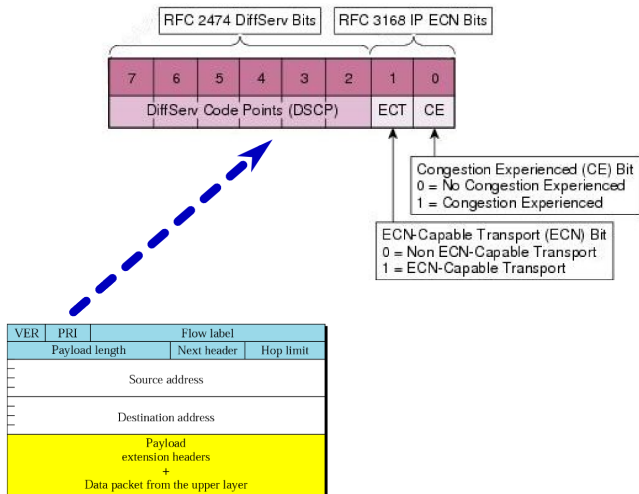 RFC 2474 DiffServ Bits
RFC 3168 IP ECN Bits
7 6 5 4 3 2 1 0
DiffServ Code Points (DSCP) ECT CE
Congestion Experienced (CE) Bit
0 = No Congestion Experienced
1 = Congestion Experienced
ECN-Capable Transport (ECN) Bit
0 = Non ECN-Capable Transport
1 = ECN-Capable Transport
VER PRI Flow label
Payload length Next header Hop limit
Source address
Destination address
Payload
extension headers
+
Data packet from the upper layer